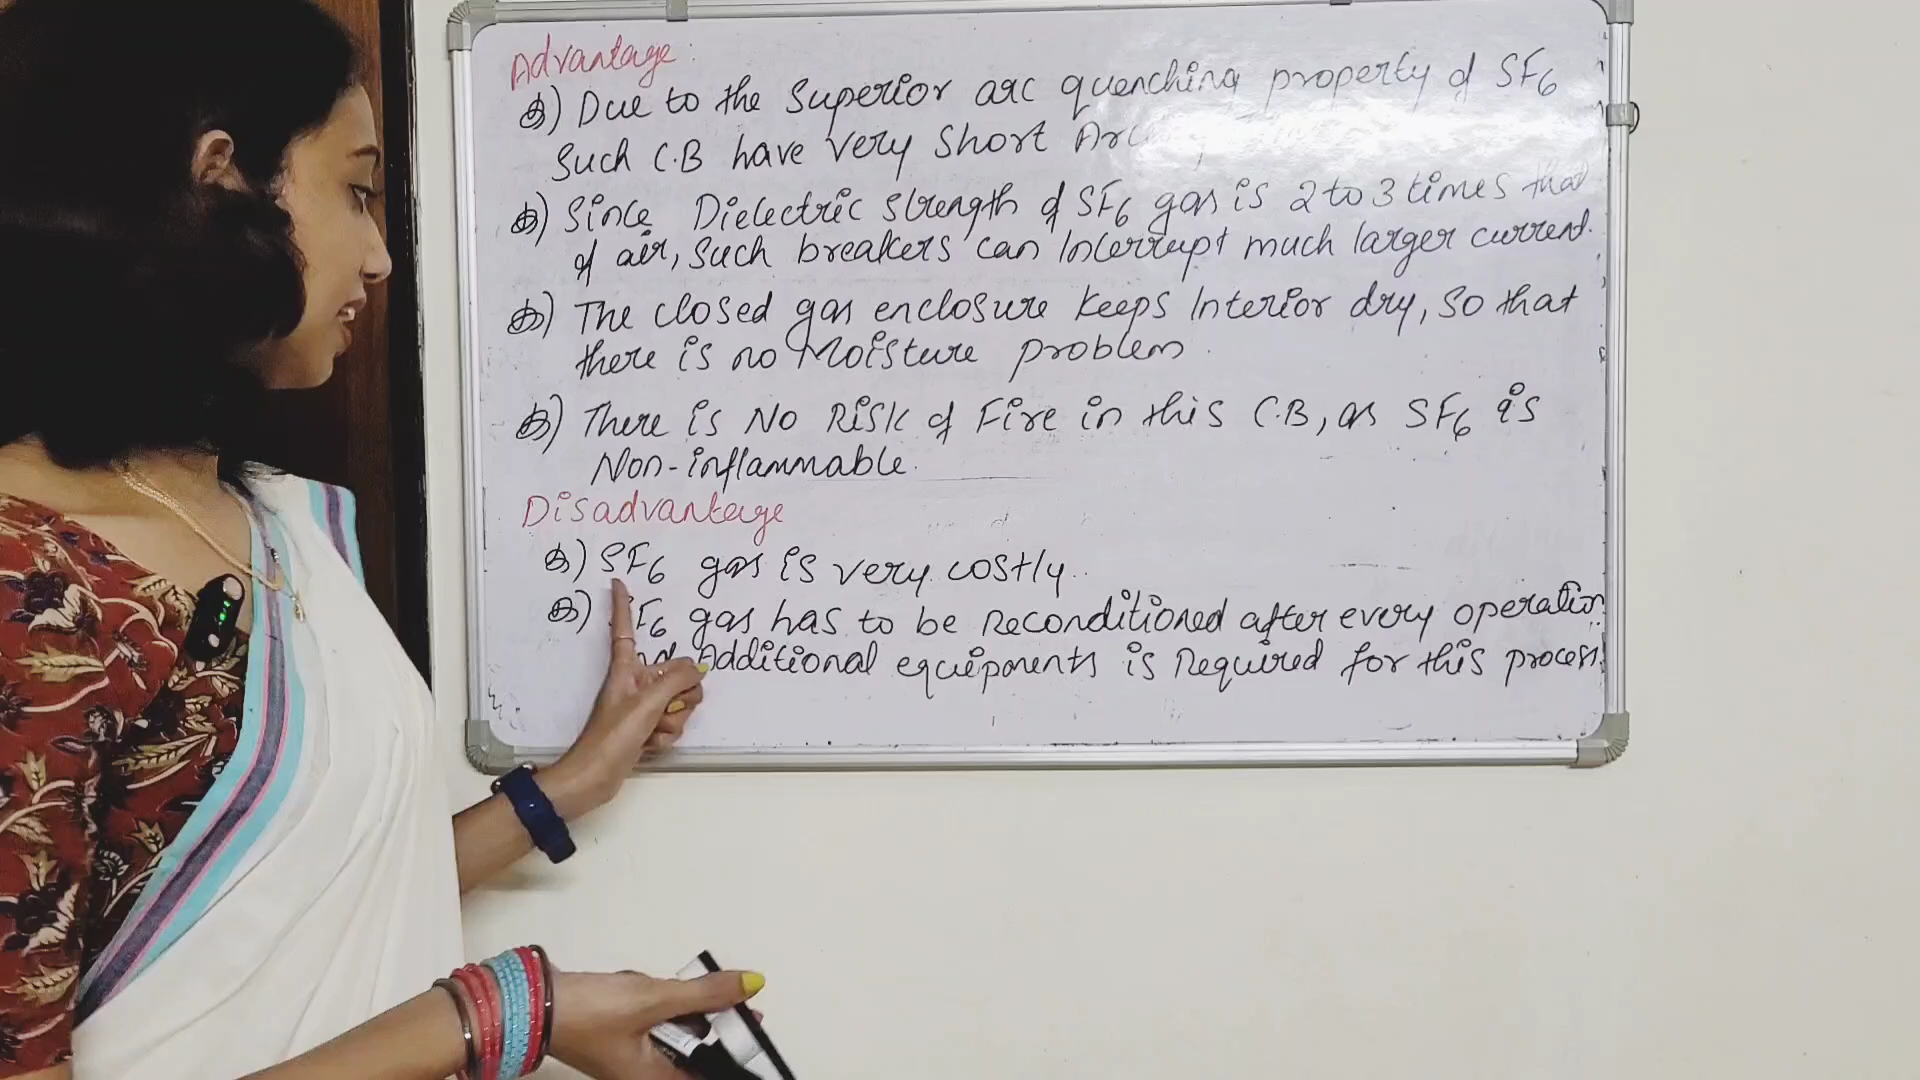 Advantage:
Due to the Superior arc quenching property of SF6
Such C.B have very Short
Since Dielectric Strength of SF6 gas is 2 to 3 times that
of air, Such breakers can Interrupt much larger current.
The closed gas enclosure keeps Interior dry, So that
there is no Moisture problem.
There is No Risk of Fire in this C.B, as SF6 is
Non-inflammable.
Disadvantage
SF6 gas is very costly.
gas has to be Reconditioned after every operation
Additional equipments is Required for this process.